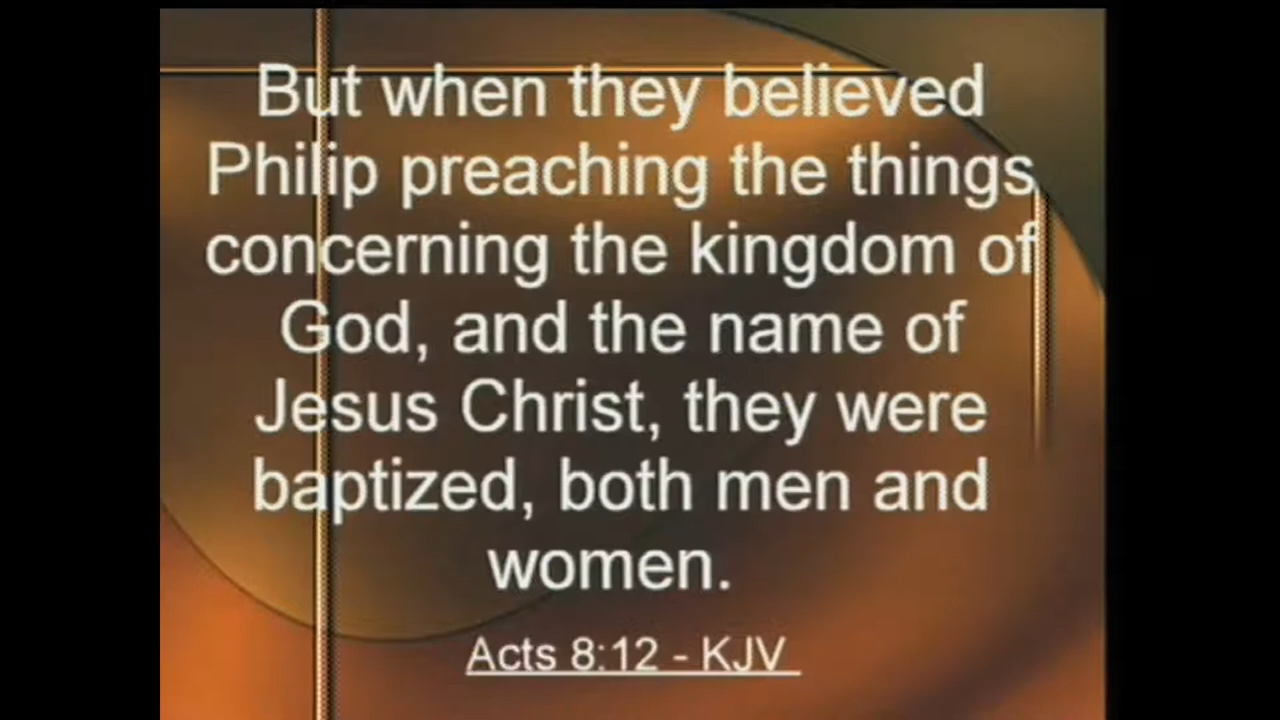 But when they believed
Philip preaching the things
concerning the kingdom of
God, and the name of
Jesus Christ, they were
baptized, both men and
women.
Acts 8:12 - KJV